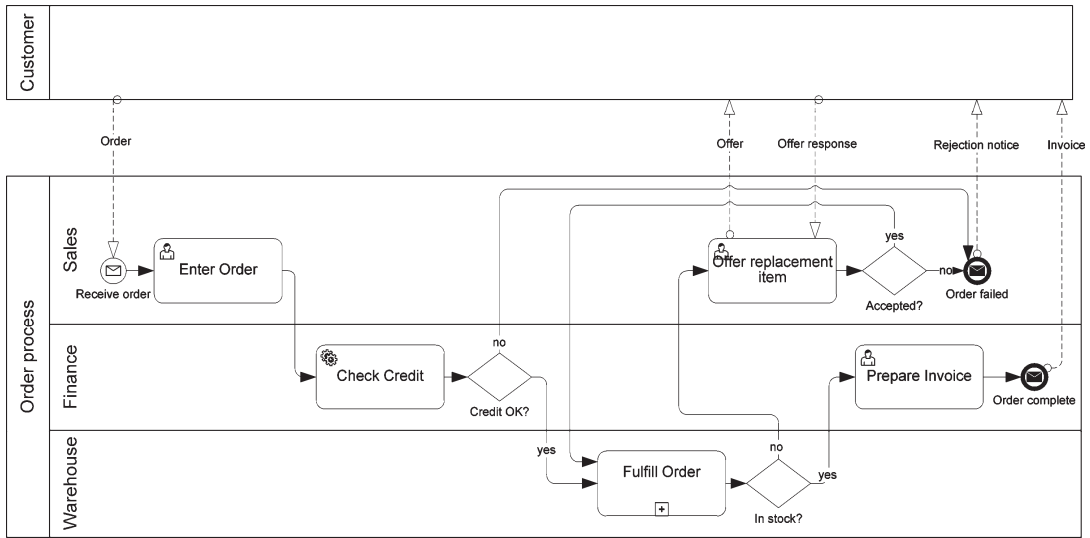 Customer
Order
Offer
Offer response
Rejection notice
Invoice
Order process
Sales
Receive order
Enter Order
Offer replacement
item
yes
Accepted?
no
Order failed
Finance
Check Credit
no
Credit OK?
yes
Prepare Invoice
Order complete
Warehouse
Fulfill Order
no
In stock?
yes